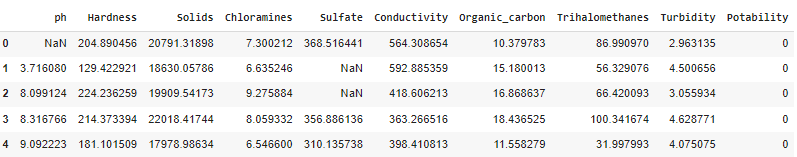 ph Hardness Solids Chloramines Sulfate Conductivity Organic_carbon Trihalomethanes Turbidity Potability
0 NaN 204.890456 20791.31898 7.300212 368.516441 564.308654 10.379783 86.990970 2.963135 0
1 3.716080 129.422921 18630.05786 6.635246 NaN 592.885359 15.180013 56.329076 4.500656 0
2 8.099124 224.236259 19909.54173 9.275884 NaN 418.606213 16.868637 66.420093 3.055934 0
3 8.316766 214.373394 22018.41744 8.059332 356.886136 363.266516 18.436525 100.341674 4.628771 0
4 9.092223 181.101509 17978.98634 6.546600 310.135738 398.410813 11.558279 31.997993 4.075075 0